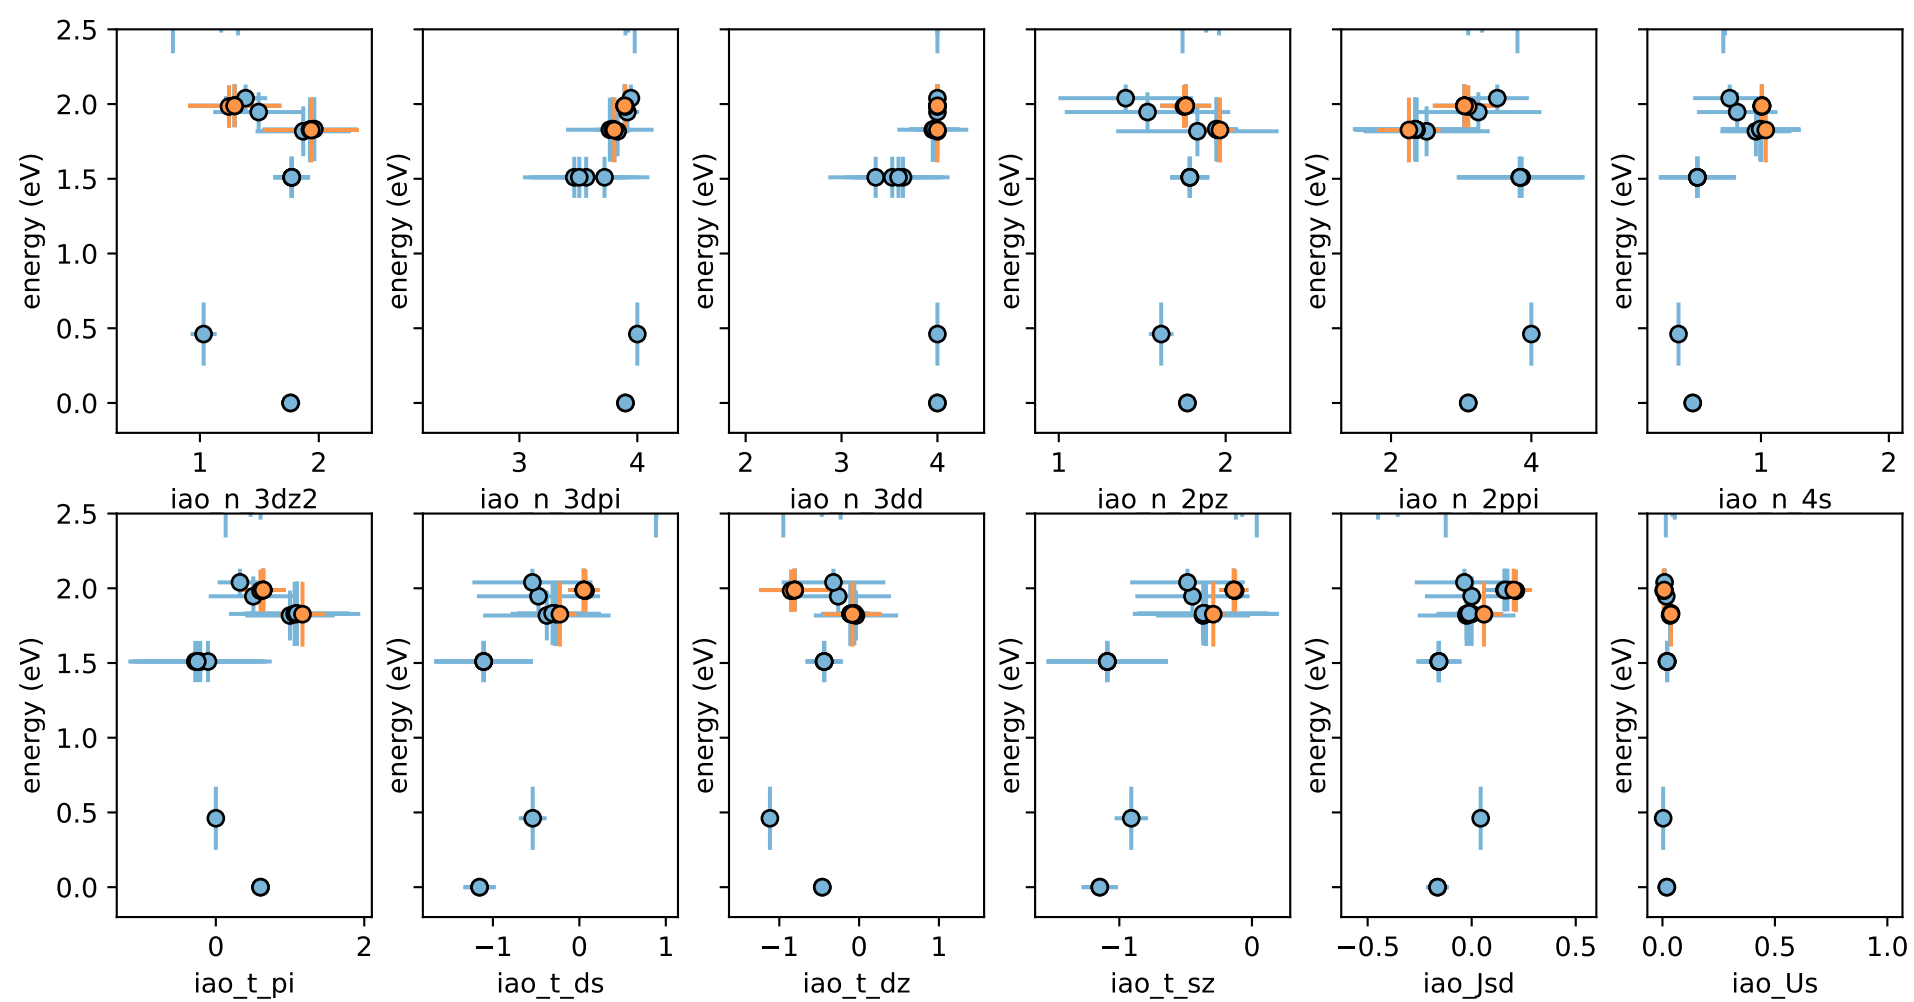 2.5
2.0
1.5
1.0
0.5
0.0
energy (eV)
energy (eV)
energy (eV)
energy (eV)
energy (eV)
energy (eV)
1 2
3 4
2 3 4
1 2
2 4
1 2
iao_n_3dz2
iao_n_3dpi
iao_n_3dd
iao_n_2pz
iao_n_2ppi
iao_n_4s
2.5
2.0
1.5
1.0
0.5
0.0
energy (eV)
energy (eV)
energy (eV)
energy (eV)
energy (eV)
energy (eV)
0 2
−1 0 1
−1 0 1
−1 0
−0.5 0.0 0.5
0.0 0.5 1.0
iao_t_pi
iao_t_ds
iao_t_dz
iao_t_sz
iao_Jsd
iao_Us